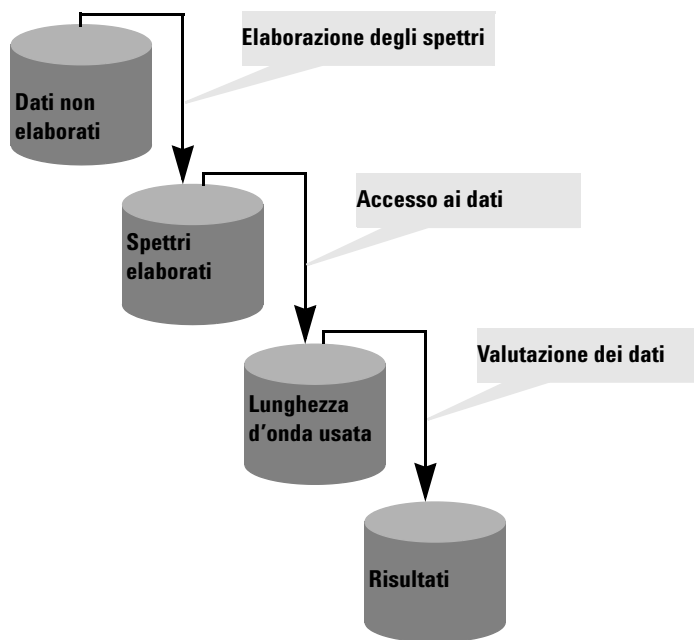 Elaborazione degli spettri
Dati non
elaborati
Accesso ai dati
Spettri
elaborati
Valutazione dei dati
Lunghezza
d'onda usata
Risultati